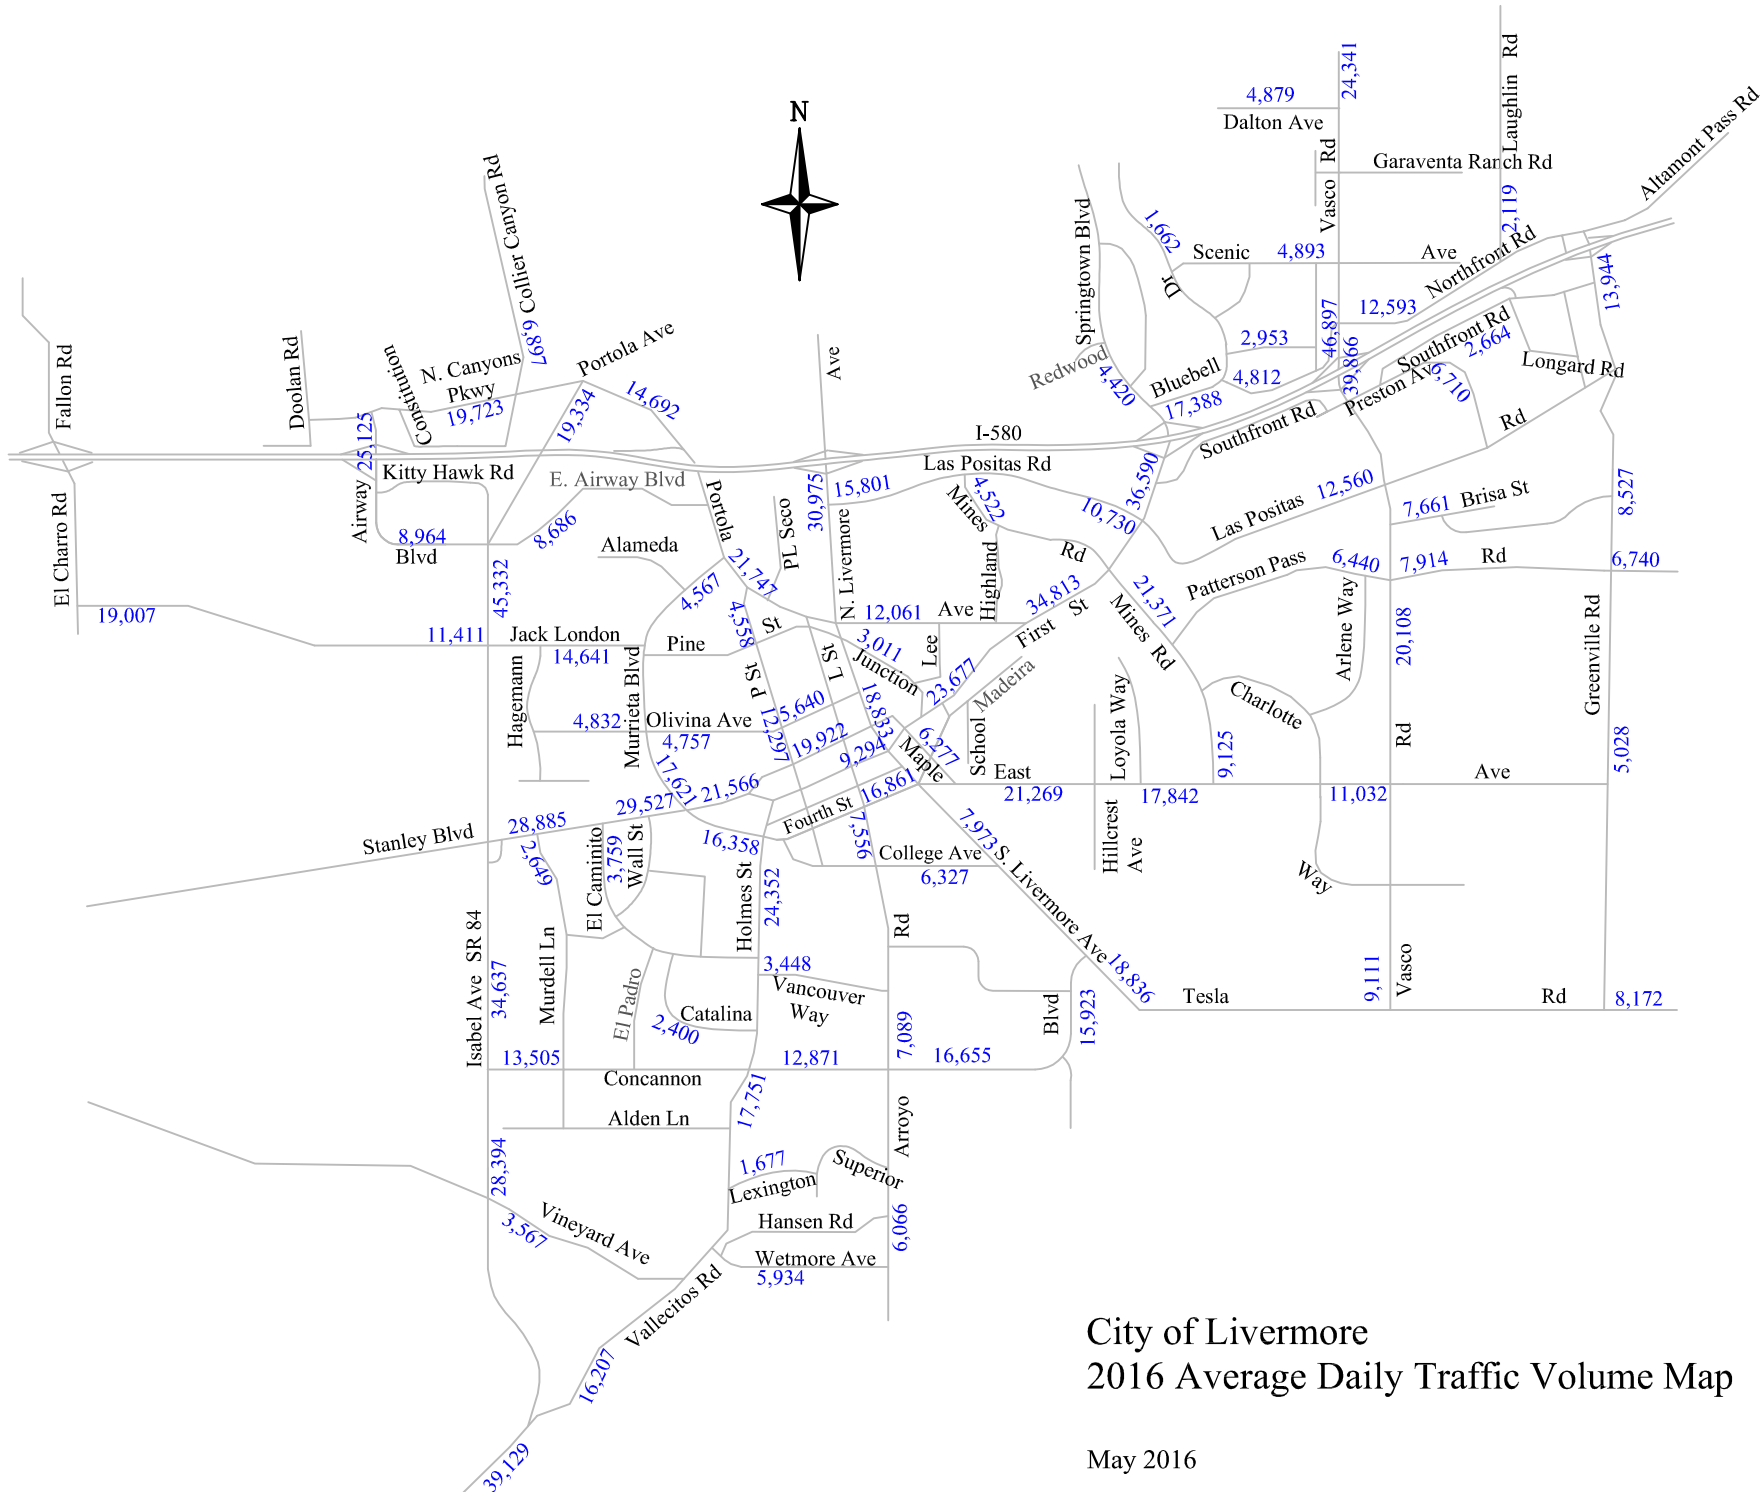 N
24,341
Laughlin Rd
4,879
Dalton Ave
Vasco Rd
Garaventa Ranch Rd
Altamont Pass Rd
2,119
Collier Canyon Rd
6,897
Springtown Blvd
1,662
Dr
Scenic
4,893
Ave
Northfront Rd
13,944
12,593
46,897
39,866
2,953
Southfront Rd
2,664
Longard Rd
Preston Av
6,710
Redwood
4,420
Bluebell
4,812
17,388
Southfront Rd
Fallon Rd
Doolan Rd
Constitution
N. Canyons
Pkwy
19,723
Portola Ave
19,334
14,692
Ave
25,125
Airway
Kitty Hawk Rd
I-580
Las Positas Rd
E. Airway Blvd
8,964
Blvd
8,686
Portola
PL Seco
30,975
15,801
Mines
4,522
Rd
10,730
36,590
Las Positas
12,560
Rd
7,661
Brisa St
8,527
El Charro Rd
19,007
45,332
Alameda
4,567
21,747
4,558
N. Livermore
12,061
Ave
Highland
34,813
First St
21,371
Mines Rd
Patterson Pass
6,440
7,914
Rd
6,740
11,411
Jack London
14,641
Pine
St
3,011
Junction
Lee
23,677
Madeira
Arlene Way
20,108
Greenville Rd
Hagemann
Murrieta Blvd
P St
L St
4,832
Olivina Ave
4,757
12,297
5,640
18,833
19,922
9,294
Maple
6,277
School
Loyola Way
Charlotte
9,125
Rd
5,028
17,621
21,566
29,527
28,885
Stanley Blvd
16,861
Fourth St
16,358
7,556
East
21,269
17,842
11,032
Ave
7,973
Hillcrest
Ave
2,649
El Caminito
3,759
Wall St
Holmes St
24,352
College Ave
6,327
S. Livermore Ave
Way
Isabel Ave SR 84
34,637
Murdell Ln
El Padro
3,448
Vancouver
Way
Rd
18,836
Tesla
9,111
Vasco
Rd
8,172
Catalina
2,400
7,089
Blvd
15,923
13,505
Concannon
12,871
16,655
17,751
Alden Ln
Arroyo
28,394
1,677
Lexington
Superior
3,567
Vineyard Ave
Hansen Rd
6,066
Wetmore Ave
5,934
Vallecitos Rd
16,207
39,129
City of Livermore
2016 Average Daily Traffic Volume Map
May 2016